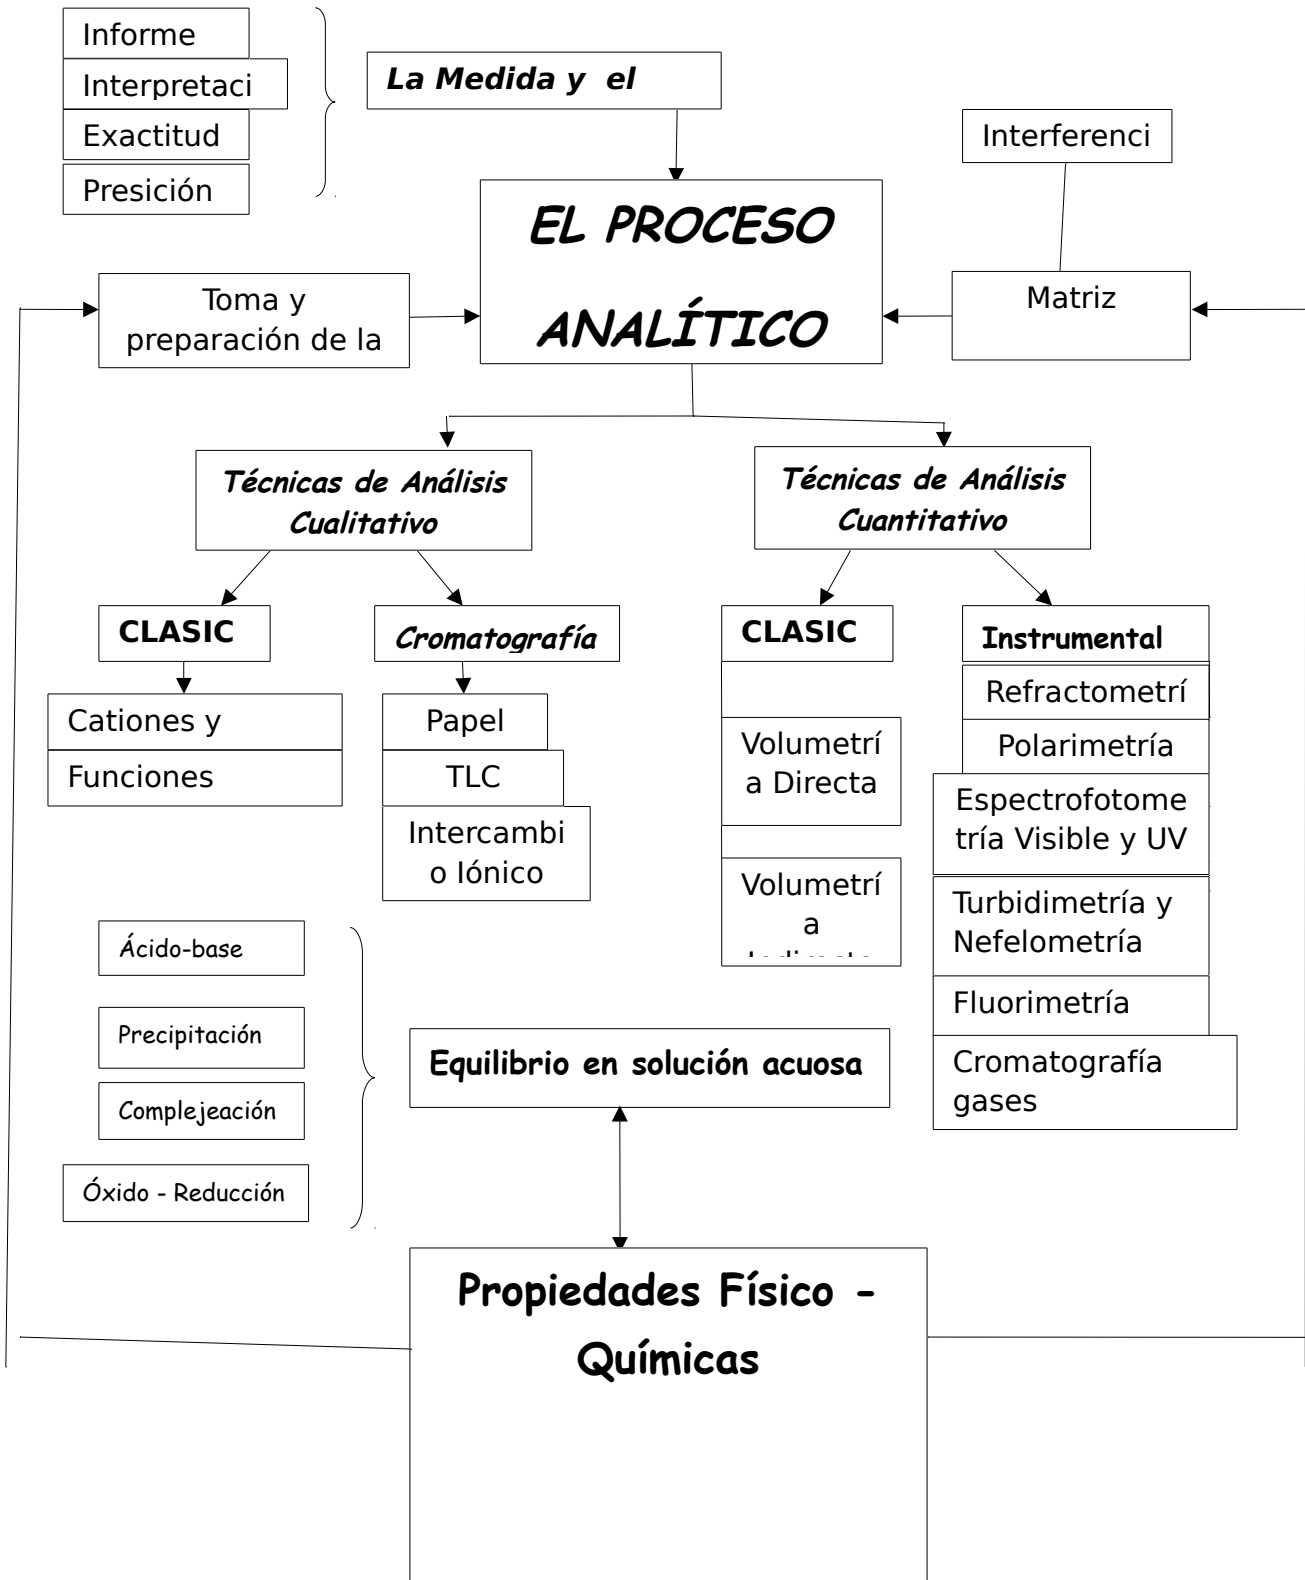 Informe
Interpretaci
Exactitud
Presición
La Medida y el
Interferenci
EL PROCESO
ANALÍTICO
Toma y
preparación de la
Matriz
Técnicas de Análisis
Cualitativo
Técnicas de Análisis
Cuantitativo
CLASIC
Cromatografía
CLASIC
Instrumental
Cationes y
Funciones
Papel
TLC
Intercambi
o Iónico
Volumetrí
a Directa
Volumetrí
a
Refractometrí
Polarimetría
Espectrofotome
tría Visible y UV
Turbidimetría y
Nefelometría
Fluorimetría
Cromatografía
gases
Ácido-base
Precipitación
Complejeación
Óxido - Reducción
Equilibrio en solución acuosa
Propiedades Físico -
Químicas